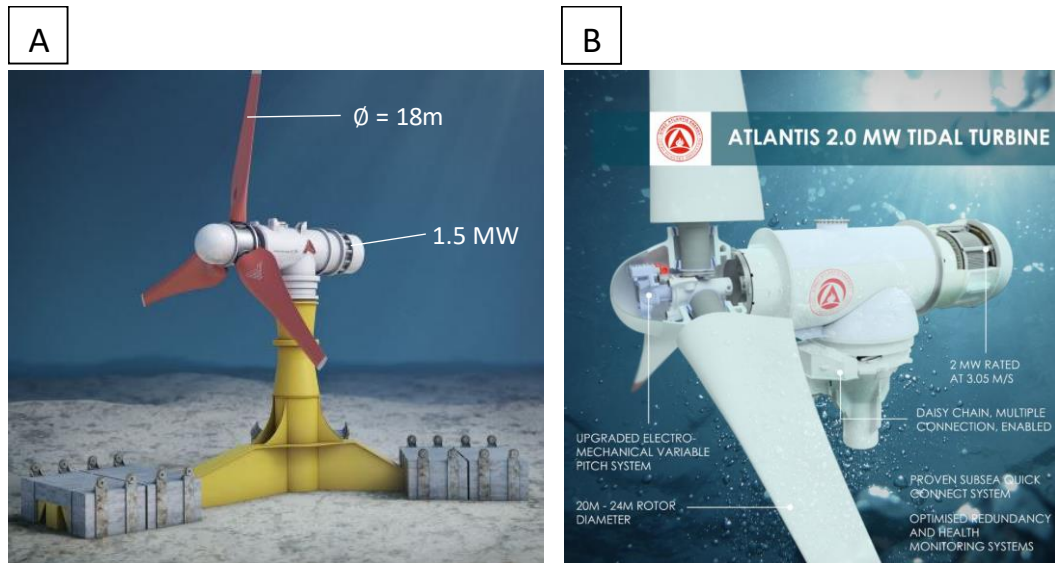 A
Ø = 18m
1.5 MW
B
ATLANTIS 2.0 MW TIDAL TURBINE
2 MW RATED
AT 3.05 M/S
DAISY CHAIN, MULTIPLE
CONNECTION, ENABLED
UPGRADED ELECTRO-
MECHANICAL VARIABLE
PITCH SYSTEM
20M - 24M ROTOR
DIAMETER
PROVEN SUBSEA QUICK
CONNECT SYSTEM
OPTIMISED REDUNDANCY
AND HEALTH
MONITORING SYSTEMS